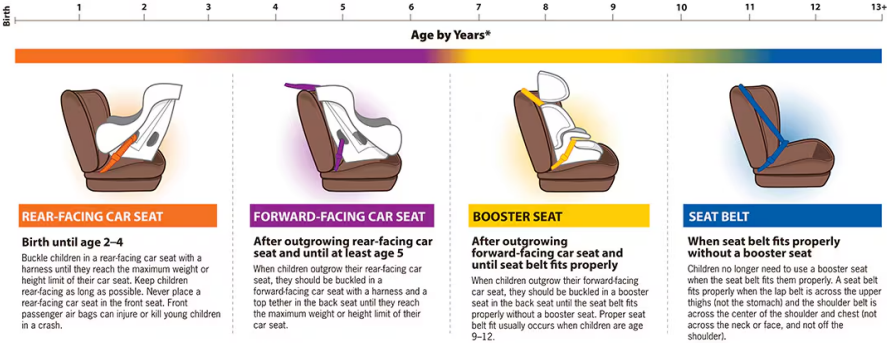 Birth 1 2 3 4 5 6 7 8 9 10 11 12 13+
Age by Years*
REAR-FACING CAR SEAT
Birth until age 2–4
Buckle children in a rear-facing car seat with a
harness until they reach the maximum weight or
height limit of their car seat. Keep children
rear-facing as long as possible. Never place a
rear-facing car seat in the front seat. Front
passenger air bags can injure or kill young children
in a crash.
FORWARD-FACING CAR SEAT
After outgrowing rear-facing car
seat and until at least age 5
When children outgrow their rear-facing car
seat, they should be buckled in a
forward-facing car seat with a harness and a
top tether in the back seat until they reach
the maximum weight or height limit of their
car seat.
BOOSTER SEAT
After outgrowing
forward-facing car seat and
until seat belt fits properly
When children outgrow their forward-facing
car seat, they should be buckled in a booster
seat in the back seat until the seat belt fits
properly without a booster seat. Proper seat
belt fit usually occurs when children are age
9–12.
SEAT BELT
When seat belt fits properly
without a booster seat
Children no longer need to use a booster seat
when the seat belt fits them properly. A seat belt
fits properly when the lap belt is across the upper
thighs (not the stomach) and the shoulder belt is
across the center of the shoulder and chest (not
across the neck or face, and not off the
shoulder).